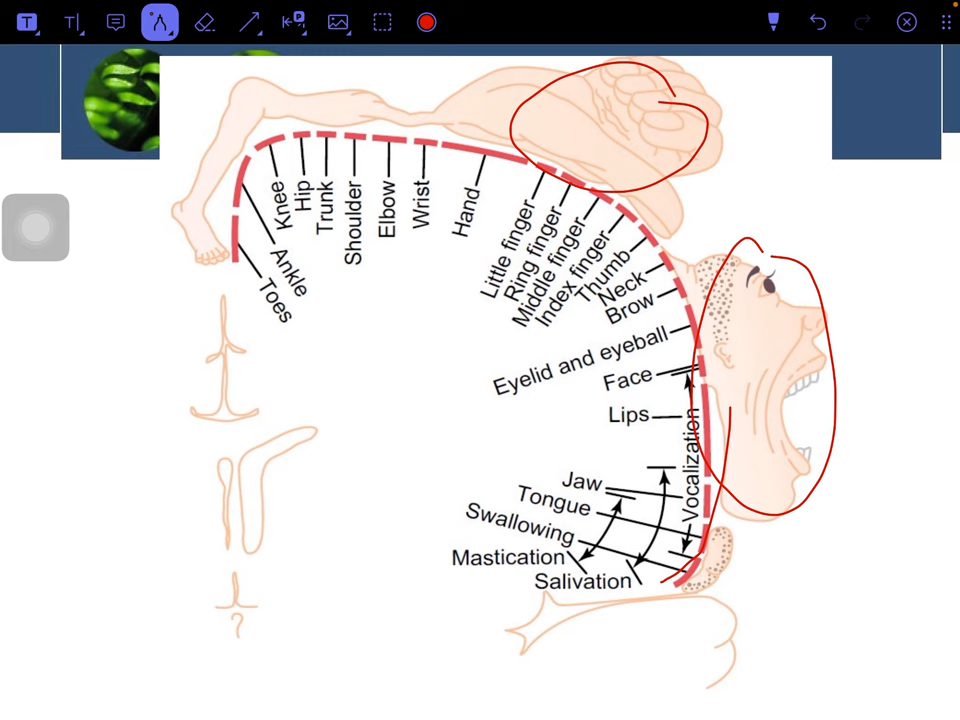 T
T
P
Knee
Hip
Trunk
Shoulder
Elbow
Wrist
Hand
Little finger
Ring finger
Middle finger
Index finger
Thumb
Neck
Brow
Ankle
Toes
Eyelid and eyeball
Face
Lips
Vocalization
Jaw
Tongue
Swallowing
Mastication
Salivation
?